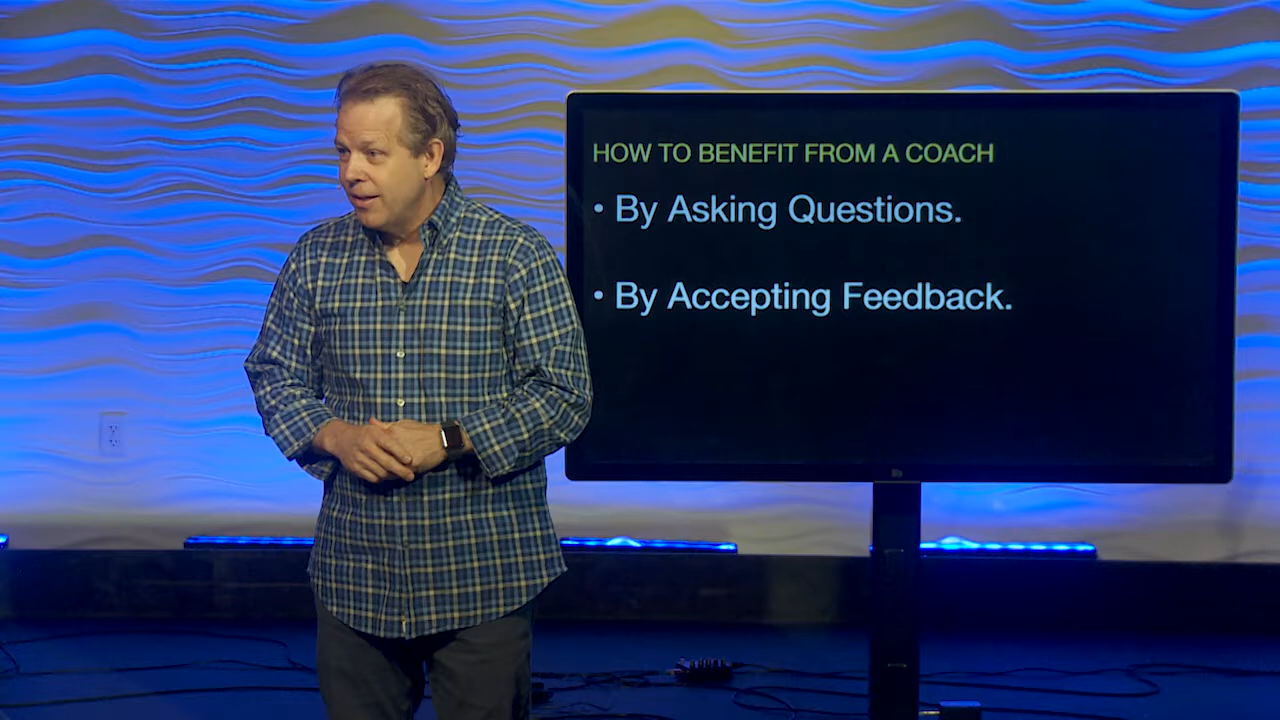 HOW TO BENEFIT FROM A COACH
• By Asking Questions.
• By Accepting Feedback.